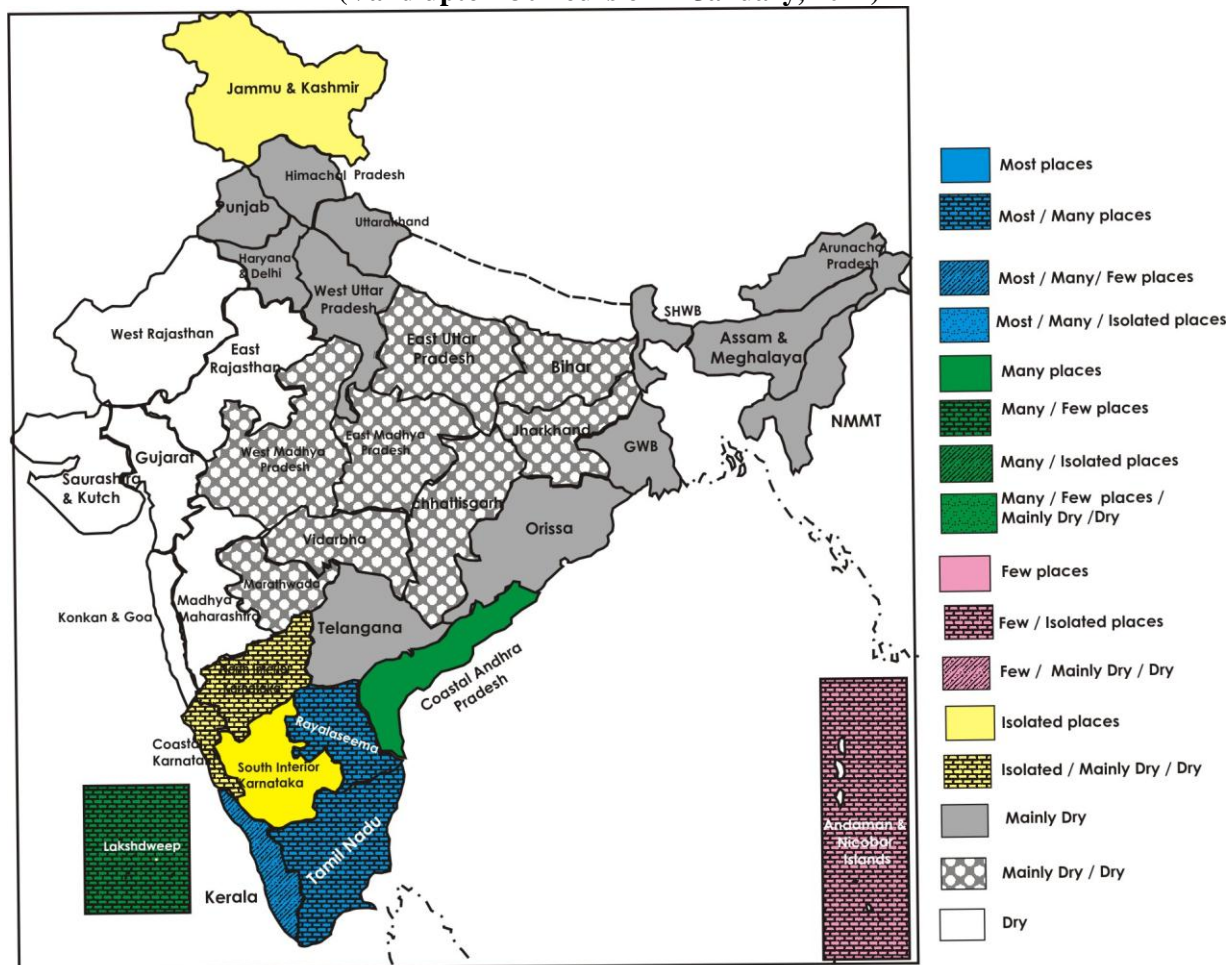 Jammu & Kashmir
Himachal Pradesh
Punjab
Uttarakhand
Haryana
& Delhi
West Uttar
Pradesh
Arunachal
Pradesh
SHWB
West Rajasthan
East
Rajasthan
East Uttar
Pradesh
Bihar
Assam &
Meghalaya
NMMT
Gujarat
Saurashtra
& Kutch
West Madhya
Pradesh
East Madhya
Pradesh
Jharkhand
GWB
chhattisgarh
Orissa
Vidarbha
Marathwada
Konkan & Goa
Madhya
Maharashtra
Telangana
Karnataka
Coastal Andhra
Pradesh
Rayalaseema
Coastal
Karnataka
South Interior
Karnataka
Lakshdweep
Kerala
Tamil Nadu
Andaman &
Nicobar
Islands
Most places
Most / Many places
Most / Many/ Few places
Most / Many / Isolated places
Many places
Many / Few places
Many / Isolated places
Many / Few places /
Mainly Dry /Dry
Few places
Few / Isolated places
Few / Mainly Dry / Dry
Isolated places
Isolated / Mainly Dry / Dry
Mainly Dry
Mainly Dry / Dry
Dry